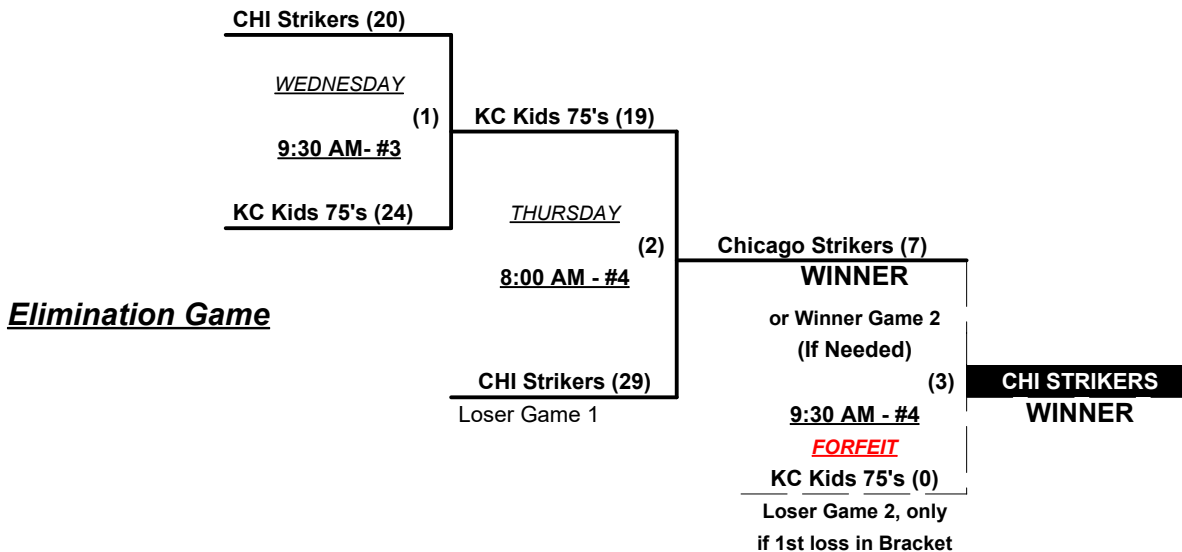 CHI Strikers (20)
WEDNESDAY
(1)
KC Kids 75's (19)
9:30 AM- #3
KC Kids 75's (24)
THURSDAY
(2)
Chicago Strikers (7)
WINNER
8:00 AM - #4
Elimination Game
or Winner Game 2
(If Needed)
CHI Strikers (29)
(3)
CHI STRIKERS
Loser Game 1
9:30 AM - #4
WINNER
FORFEIT
KC Kids 75's (0)
Loser Game 2, only
if 1st loss in Bracket